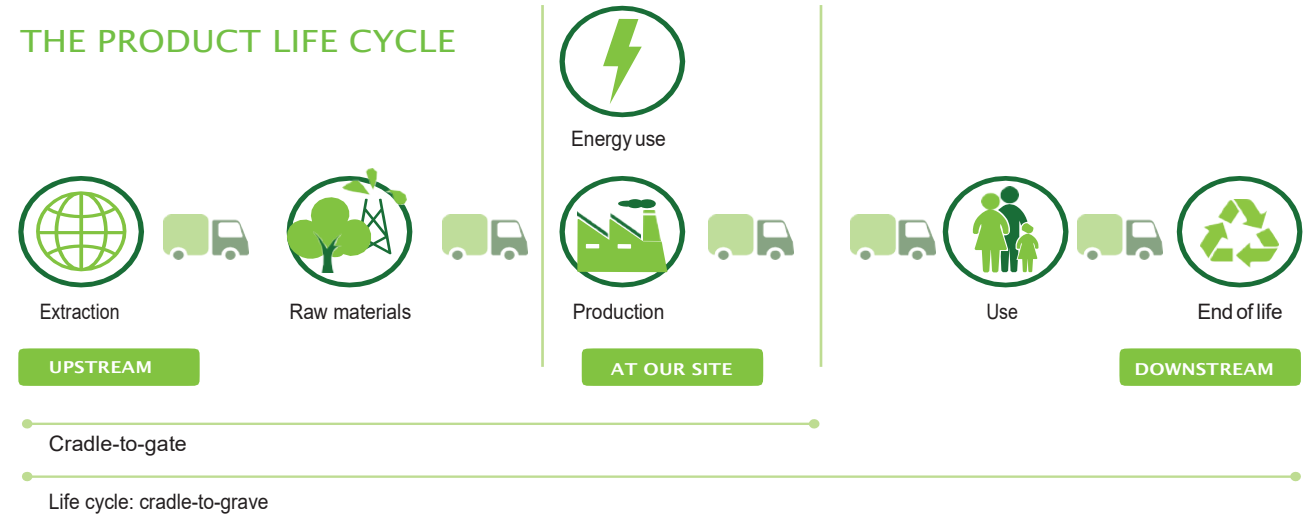 THE PRODUCT LIFE CYCLE
Energy use
Extraction
Raw materials
Production
Use
End of life
UPSTREAM
AT OUR SITE
DOWNSTREAM
Cradle-to-gate
Life cycle: cradle-to-grave